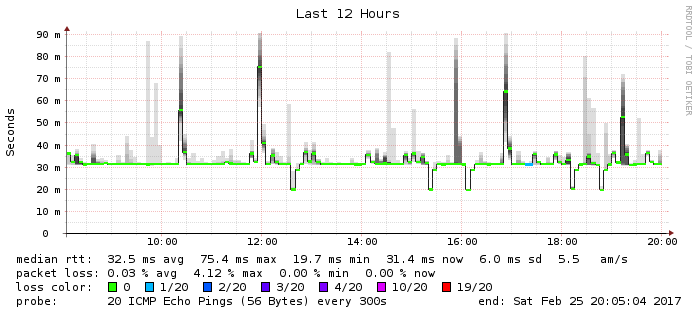 Last 12 Hours
RRDTOOL / TOBI OETIKER
Seconds
90 m
80 m
70 m
60 m
50 m
40 m
30 m
20 m
10 m
0
10:00 12:00 14:00 16:00 18:00 20:00
median rtt: 32.5 ms avg 75.4 ms max 19.7 ms min 31.4 ms now 6.0 ms sd 5.5 am/s
packet loss: 0.03 % avg 4.12 % max 0.00 % min 0.00 % now
loss color: 0 1/20 2/20 3/20 4/20 10/20 19/20
probe: 20 ICMP Echo Pings (56 Bytes) every 300s end: Sat Feb 25 20:05:04 2017